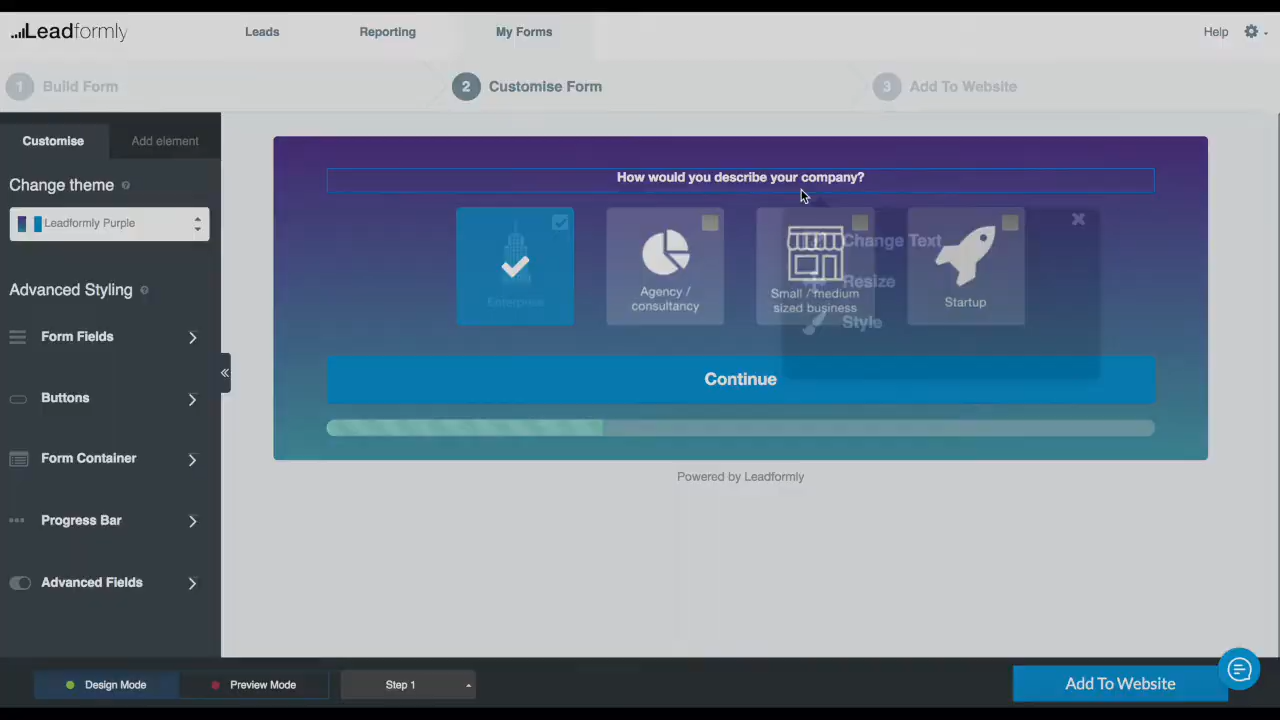 Leadformly
Leads
Reporting
My Forms
Help
1 Build Form
2 Customise Form
3 Add To Website
Customise
Add element
Change theme
Leadformly Purple
Advanced Styling
Form Fields
Buttons
Form Container
Progress Bar
Advanced Fields
How would you describe your company?
Enterprise
Agency /
consultancy
Small / medium
sized business
Startup
Change Text
Resize
Style
Continue
Powered by Leadformly
Design Mode
Preview Mode
Step 1
Add To Website